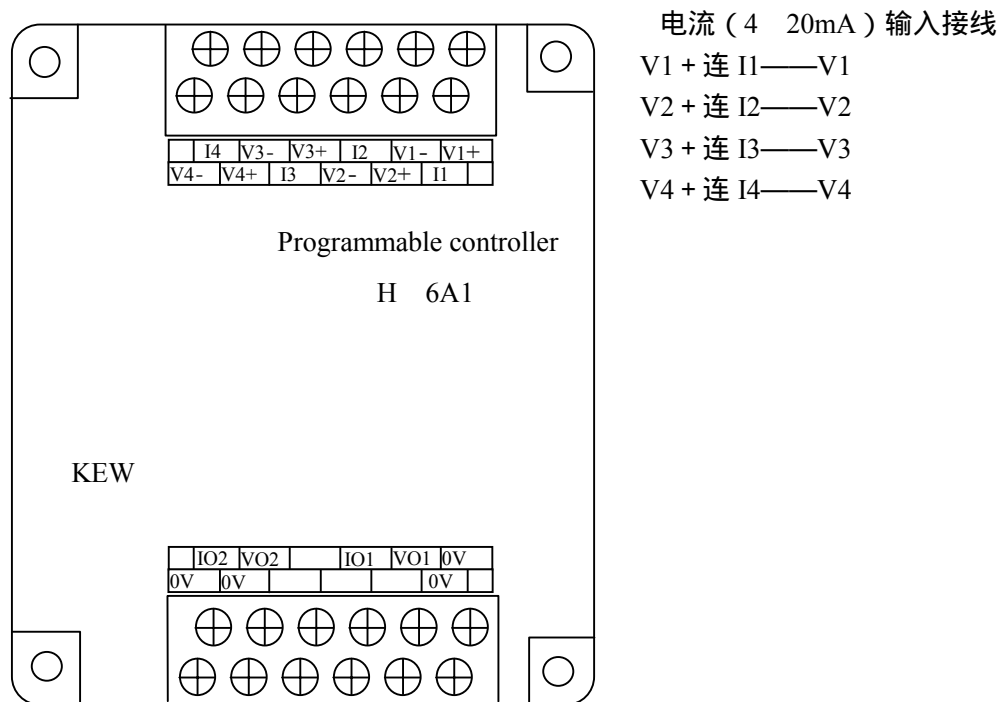 电流（4 20mA）输入接线
V1+连 I1——V1
V2+连 I2——V2
V3+连 I3——V3
V4+连 I4——V4
I4 V3- V3+ I2 V1- V1+
V4- V4+ I3 V2- V2+ I1
Programmable controller
H 6A1
KEW
IO2 VO2 IO1 VO1 0V
0V 0V 0V